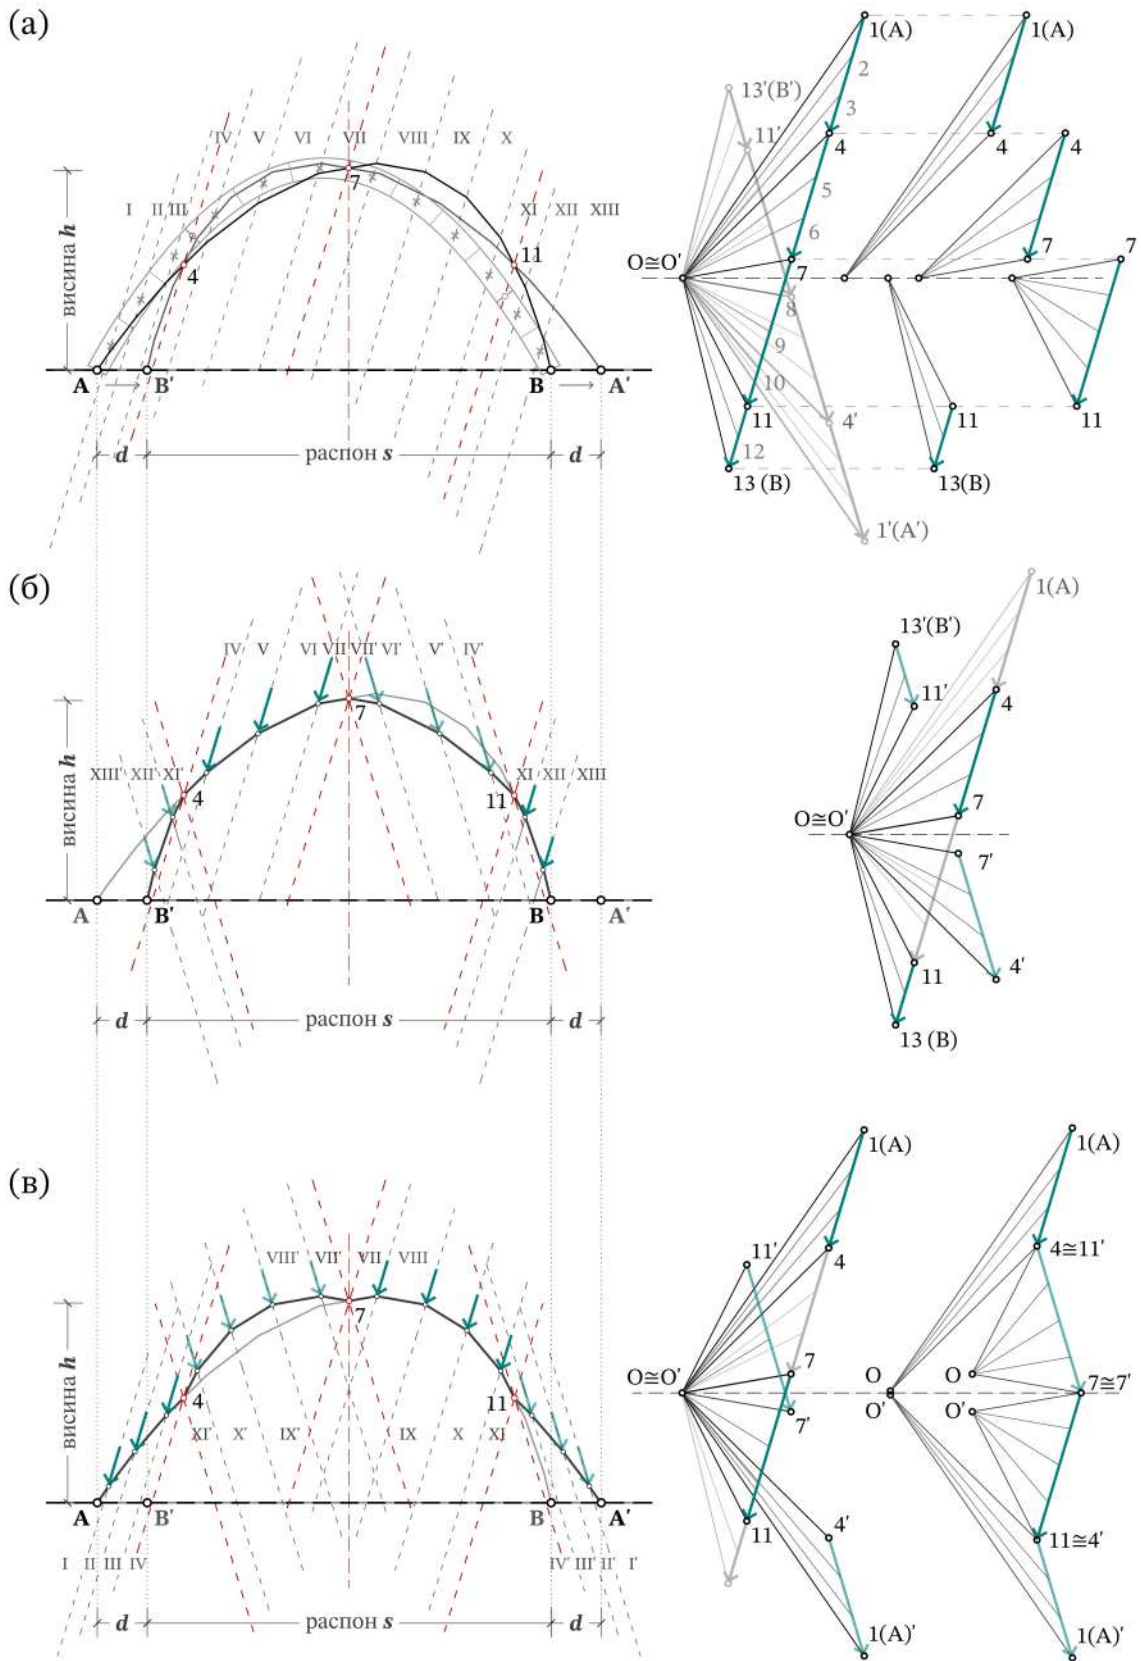 (а)
IV V VI VII VIII IX X
I II III XI XII XIII
7
4 11
висина h
A B' B A'
d распон s d
1(A) 1(A)
2
13'(B') 3
11' 4 4 4
5
6
O≅O' 7 7 7
8
9
10
11 4' 11 11
12
13 (B) 13(B)
1'(A')
(б)
IV V VI VII VII' VI' V' IV'
7
XIII' XII' XI' XI XII XIII
4 11
висина h
A B' B A'
d распон s d
1(A)
13'(B')
11' 4
7
O≅O'
7'
11 4'
13 (B)
(в)
VIII' VII' VII VIII
7
4 11
XI' X' IX' IX X XI
висина h
A B' B A'
I II III IV IV' III' II' I'
d распон s d
1(A) 1(A)
11' 4 4≅11'
7 O
O≅O' O' 7≅7'
7' O O'
11 4' 11≅4'
1(A)' 1(A)'